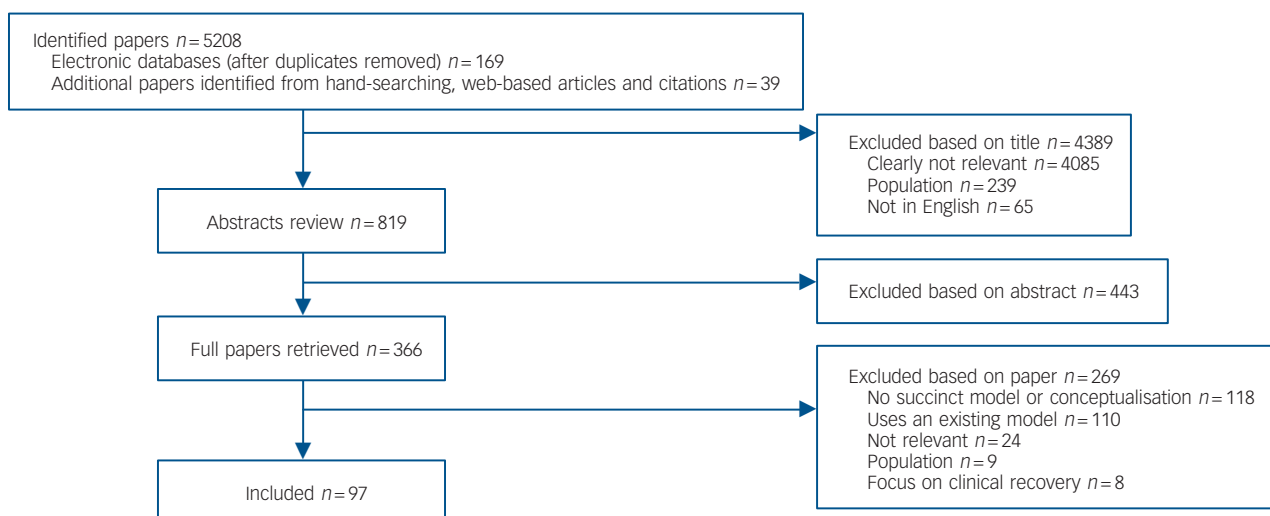 Identified papers n=5208
Electronic databases (after duplicates removed) n=169
Additional papers identified from hand-searching, web-based articles and citations n=39
Excluded based on title n=4389
Clearly not relevant n=4085
Population n=239
Not in English n=65
Abstracts review n=819
Excluded based on abstract n=443
Full papers retrieved n=366
Excluded based on paper n=269
No succinct model or conceptualisation n=118
Uses an existing model n=110
Not relevant n=24
Population n=9
Focus on clinical recovery n=8
Included n=97